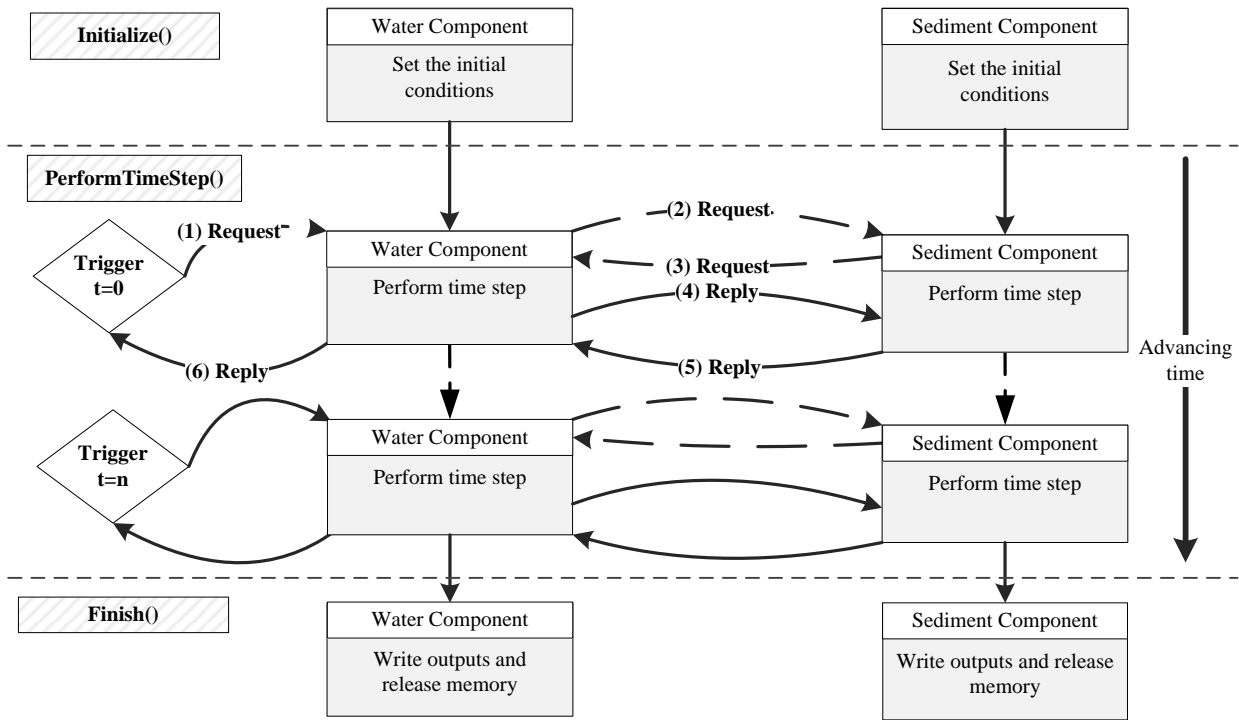 Initialize()
Water Component
Set the initial
conditions
Sediment Component
Set the initial
conditions
PerformTimeStep()
Trigger
t=0
(1) Request
Water Component
Perform time step
(2) Request
(3) Request
(4) Reply
(5) Reply
(6) Reply
Sediment Component
Perform time step
Advancing
time
Trigger
t=n
Water Component
Perform time step
Sediment Component
Perform time step
Finish()
Water Component
Write outputs and
release memory
Sediment Component
Write outputs and release
memory